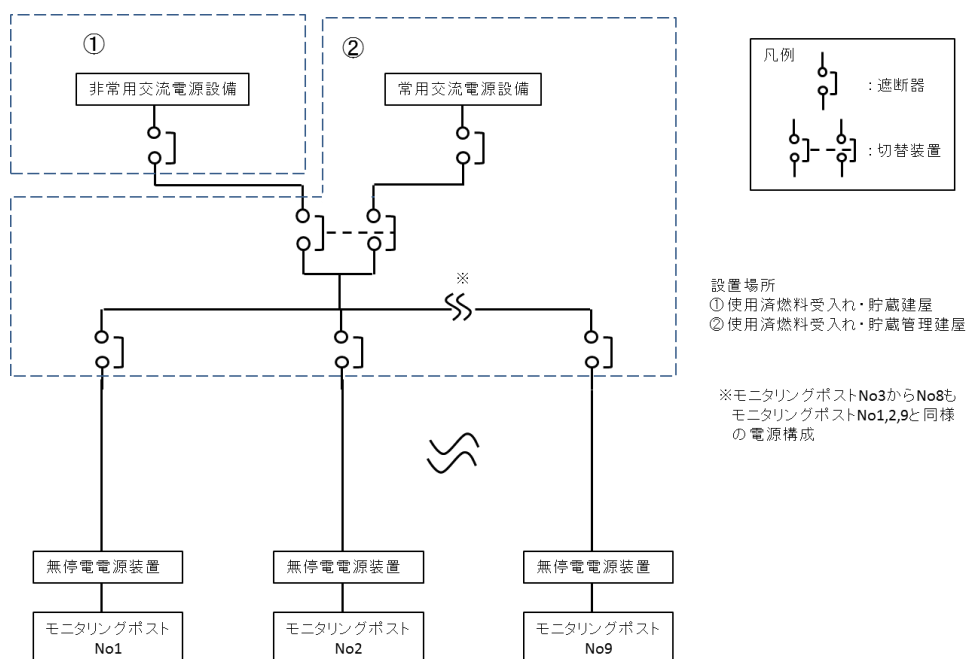 ①
②
非常用交流電源設備
常用交流電源設備
凡例
:遮断器
:切替装置
設置場所
①使用済燃料受入れ・貯蔵建屋
②使用済燃料受入れ・貯蔵管理建屋
※
※モニタリングポストNo3からNo8も
モニタリングポストNo1,2,9と同様
の電源構成
無停電電源装置
無停電電源装置
無停電電源装置
モニタリングポスト
No1
モニタリングポスト
No2
モニタリングポスト
No9